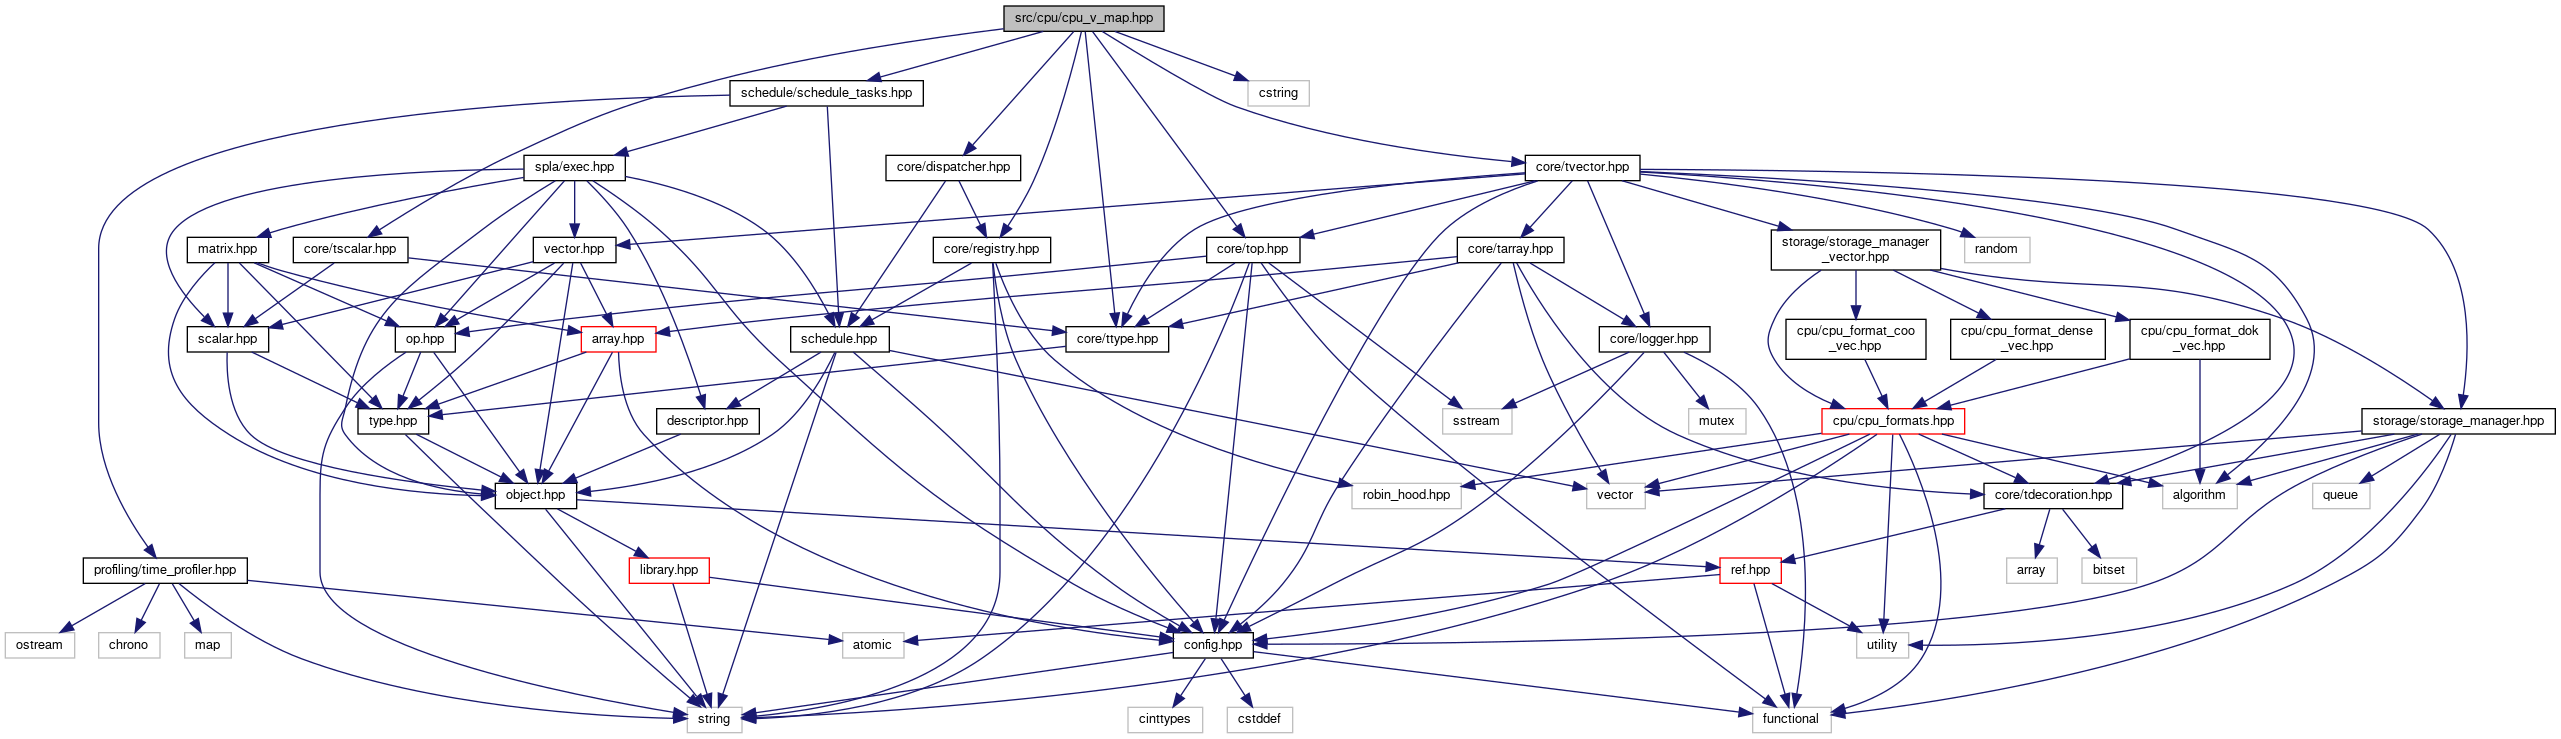 src/cpu/cpu_v_map.hpp
schedule/schedule_tasks.hpp
cstring
spla/exec.hpp
core/dispatcher.hpp
core/tvector.hpp
matrix.hpp
core/tscalar.hpp
vector.hpp
core/registry.hpp
core/top.hpp
core/tarray.hpp
storage/storage_manager
_vector.hpp
random
scalar.hpp
op.hpp
array.hpp
schedule.hpp
core/ttype.hpp
core/logger.hpp
cpu/cpu_format_coo
_vec.hpp
cpu/cpu_format_dense
_vec.hpp
cpu/cpu_format_dok
_vec.hpp
type.hpp
descriptor.hpp
sstream
mutex
cpu/cpu_formats.hpp
storage/storage_manager.hpp
object.hpp
robin_hood.hpp
vector
core/tdecoration.hpp
algorithm
queue
profiling/time_profiler.hpp
library.hpp
ref.hpp
array
bitset
ostream
chrono
map
atomic
config.hpp
utility
string
cinttypes
cstddef
functional